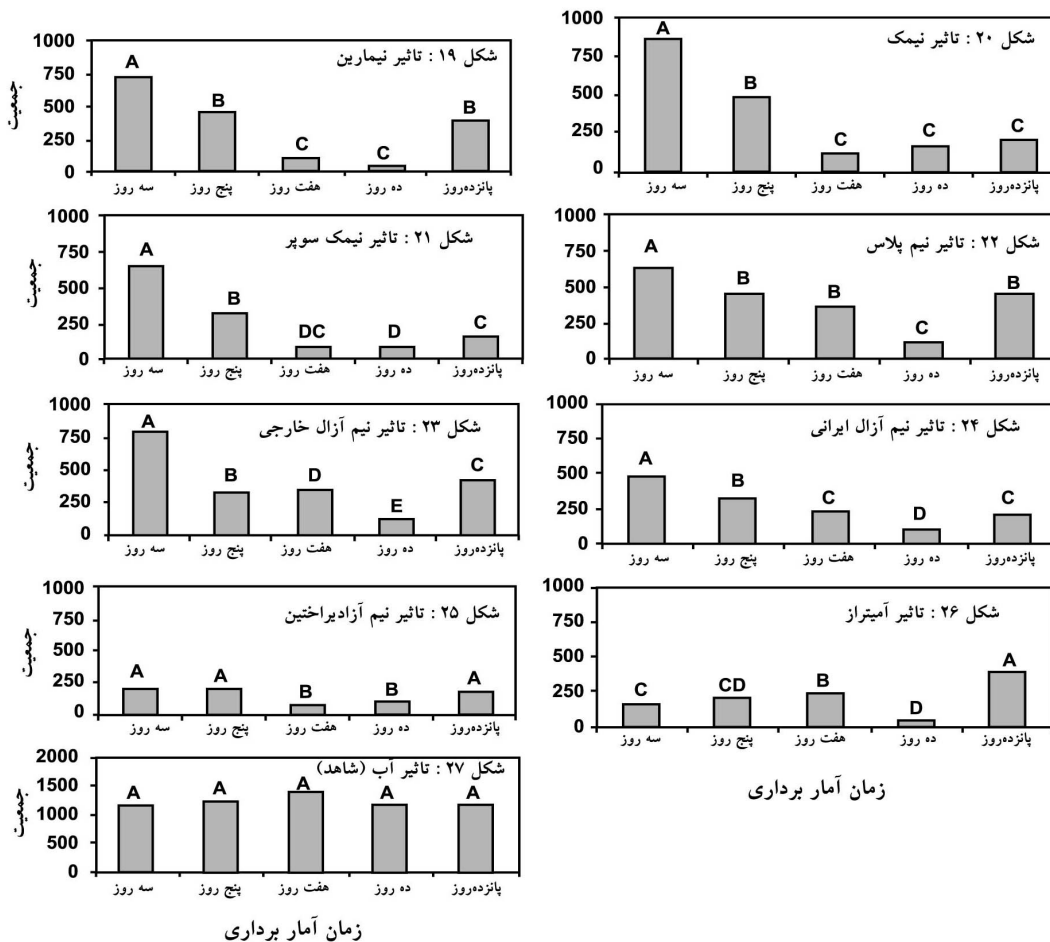 شکل ۱۹ : تاثیر نیمارین
جمعیت
1000
750
500
250
0
A
B
C
C
B
سه روز
پنج روز
هفت روز
ده روز
پانزده‌روز
شکل ۲۰ : تاثیر نیمک
1000
750
500
250
0
A
B
C
C
C
سه روز
پنج روز
هفت روز
ده روز
پانزده‌روز
شکل ۲۱ : تاثیر نیمک سوپر
جمعیت
1000
750
500
250
0
A
B
DC
D
C
سه روز
پنج روز
هفت روز
ده روز
پانزده‌روز
شکل ۲۲ : تاثیر نیم پلاس
1000
750
500
250
0
A
B
B
C
B
سه روز
پنج روز
هفت روز
ده روز
پانزده‌روز
شکل ۲۳ : تاثیر نیم آزال خارجی
جمعیت
1000
750
500
250
0
A
B
D
E
C
سه روز
پنج روز
هفت روز
ده روز
پانزده‌روز
شکل ۲۴ : تاثیر نیم آزال ایرانی
1000
750
500
250
0
A
B
C
D
C
سه روز
پنج روز
هفت روز
ده روز
پانزده‌روز
شکل ۲۵ : تاثیر نیم آزادیراختین
جمعیت
1000
750
500
250
0
A
A
B
B
A
سه روز
پنج روز
هفت روز
ده روز
پانزده‌روز
شکل ۲۶ : تاثیر آمیتراز
1000
750
500
250
0
C
CD
B
D
A
سه روز
پنج روز
هفت روز
ده روز
پانزده‌روز
زمان آمار برداری
شکل ۲۷ : تاثیر آب (شاهد)
جمعیت
2000
1500
1000
500
0
A
A
A
A
A
سه روز
پنج روز
هفت روز
ده روز
پانزده‌روز
زمان آمار برداری